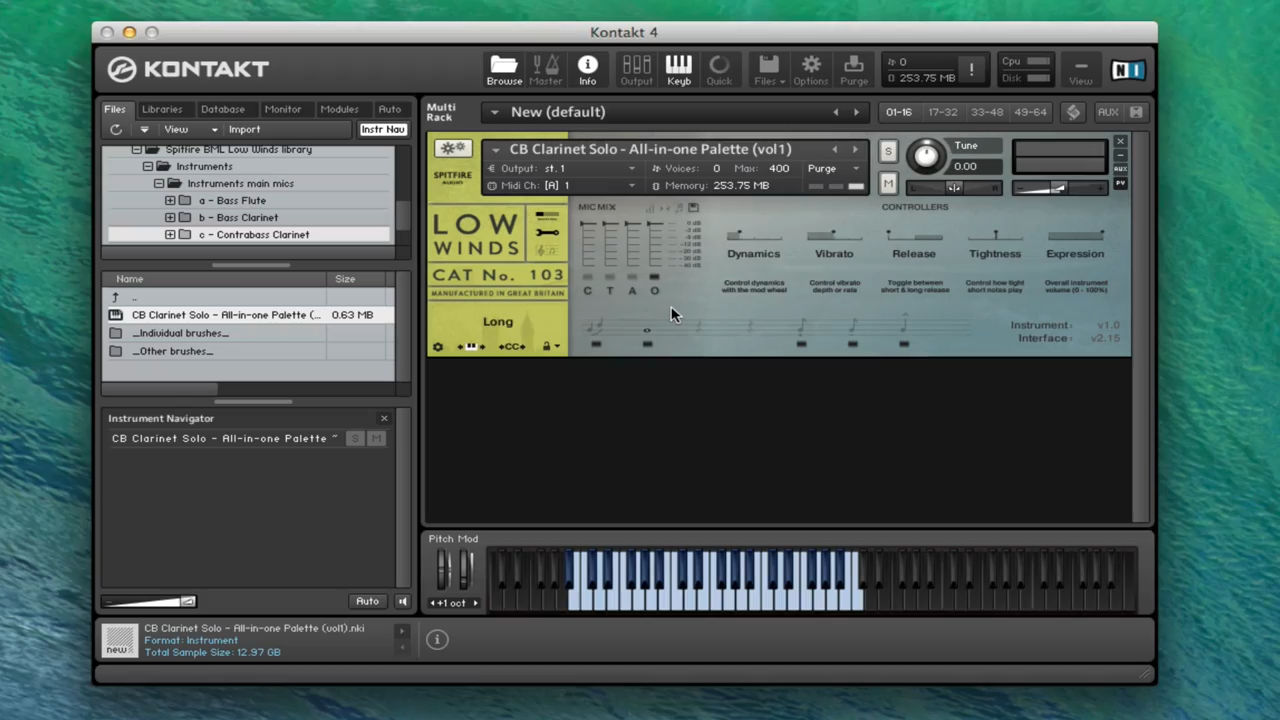 Kontakt 4
KONTAKT
Browse
Master
Info
Output
Keyb
Quick
Files
Options
Purge
0
253.75 MB
!
Cpu
Disk
View
Files
Libraries
Database
Monitor
Modules
Auto
View
Import
Instr Nav
Spitfire BML Low Winds library
Instruments
Instruments main mics
a - Bass Flute
b - Bass Clarinet
c - Contrabass Clarinet
Name
Size
..
CB Clarinet Solo - All-in-one Palette (...
0.63 MB
_Individual brushes_
_Other brushes_
Instrument Navigator
CB Clarinet Solo - All-in-one Palette ~
S
M
Auto
new
CB Clarinet Solo - All-in-one Palette (vol1).nki
Format: Instrument
Total Sample Size: 12.97 GB
Multi
Rack
New (default)
01-16
17-32
33-48
49-64
AUX
SPITFIRE
AUDIO
CB Clarinet Solo - All-in-one Palette (vol1)
Output: st. 1
Voices: 0
Max: 400
Purge
Midi Ch: [A] 1
Memory: 253.75 MB
S
M
Tune
0.00
L
R
AUX
PV
LOW
WINDS
CAT No. 103
MANUFACTURED IN GREAT BRITAIN
Long
CC
MIC MIX
C T A O
CONTROLLERS
Dynamics
Control dynamics
with the mod wheel
Vibrato
Control vibrato
depth or rate
Release
Toggle between
short & long release
Tightness
Control how tight
short notes play
Expression
Overall instrument
volume (0 - 100%)
Instrument: v1.0
Interface: v2.15
Pitch Mod
+1 oct